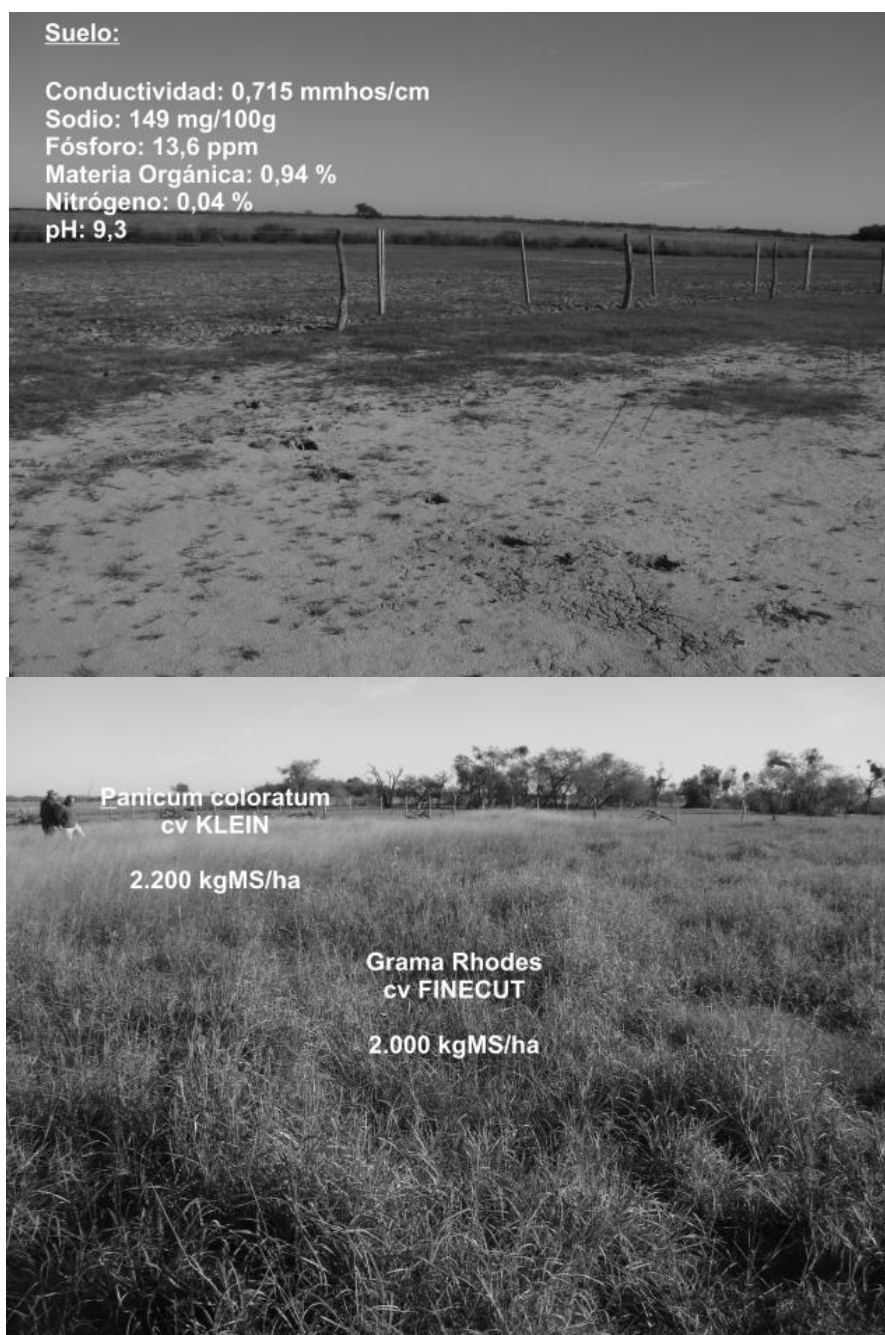 Suelo:
Conductividad: 0,715 mmhos/cm
Sodio: 149 mg/100g
Fósforo: 13,6 ppm
Materia Orgánica: 0,94 %
Nitrógeno: 0,04 %
pH: 9,3
Panicum coloratum
cv KLEIN
2.200 kgMS/ha
Grama Rhodes
cv FINECUT
2.000 kgMS/ha